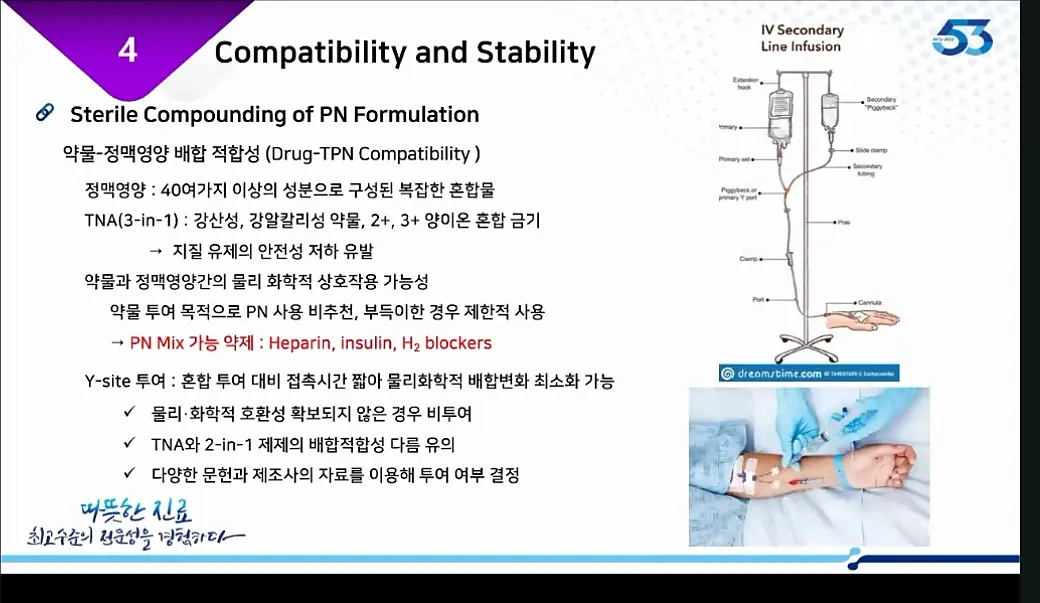 4
Compatibility and Stability
53
Sterile Compounding of PN Formulation
약물-정맥영양 배합 적합성 (Drug-TPN Compatibility )
정맥영양 : 40여가지 이상의 성분으로 구성된 복잡한 혼합물
TNA(3-in-1) : 강산성, 강알칼리성 약물, 2+, 3+ 양이온 혼합 금기
→ 지질 유제의 안전성 저하 유발
약물과 정맥영양간의 물리 화학적 상호작용 가능성
약물 투여 목적으로 PN 사용 비추천, 부득이한 경우 제한적 사용
→ PN Mix 가능 약제 : Heparin, insulin, H₂ blockers
Y-site 투여 : 혼합 투여 대비 접촉시간 짧아 물리화학적 배합변화 최소화 가능
✓ 물리·화학적 호환성 확보되지 않은 경우 비투여
✓ TNA와 2-in-1 제제의 배합적합성 다름 유의
✓ 다양한 문헌과 제조사의 자료를 이용해 투여 여부 결정
따뜻한 진료
최고수준의 전문성을 경험하다
IV Secondary
Line Infusion
Extention
hook
Secondary
"Piggyback"
rimary
Slide clamp
Primary set
Secondary
tubing
Piggyback or
primary Y port
Pole
Clamp
Port
Cannula
dreamstime.com